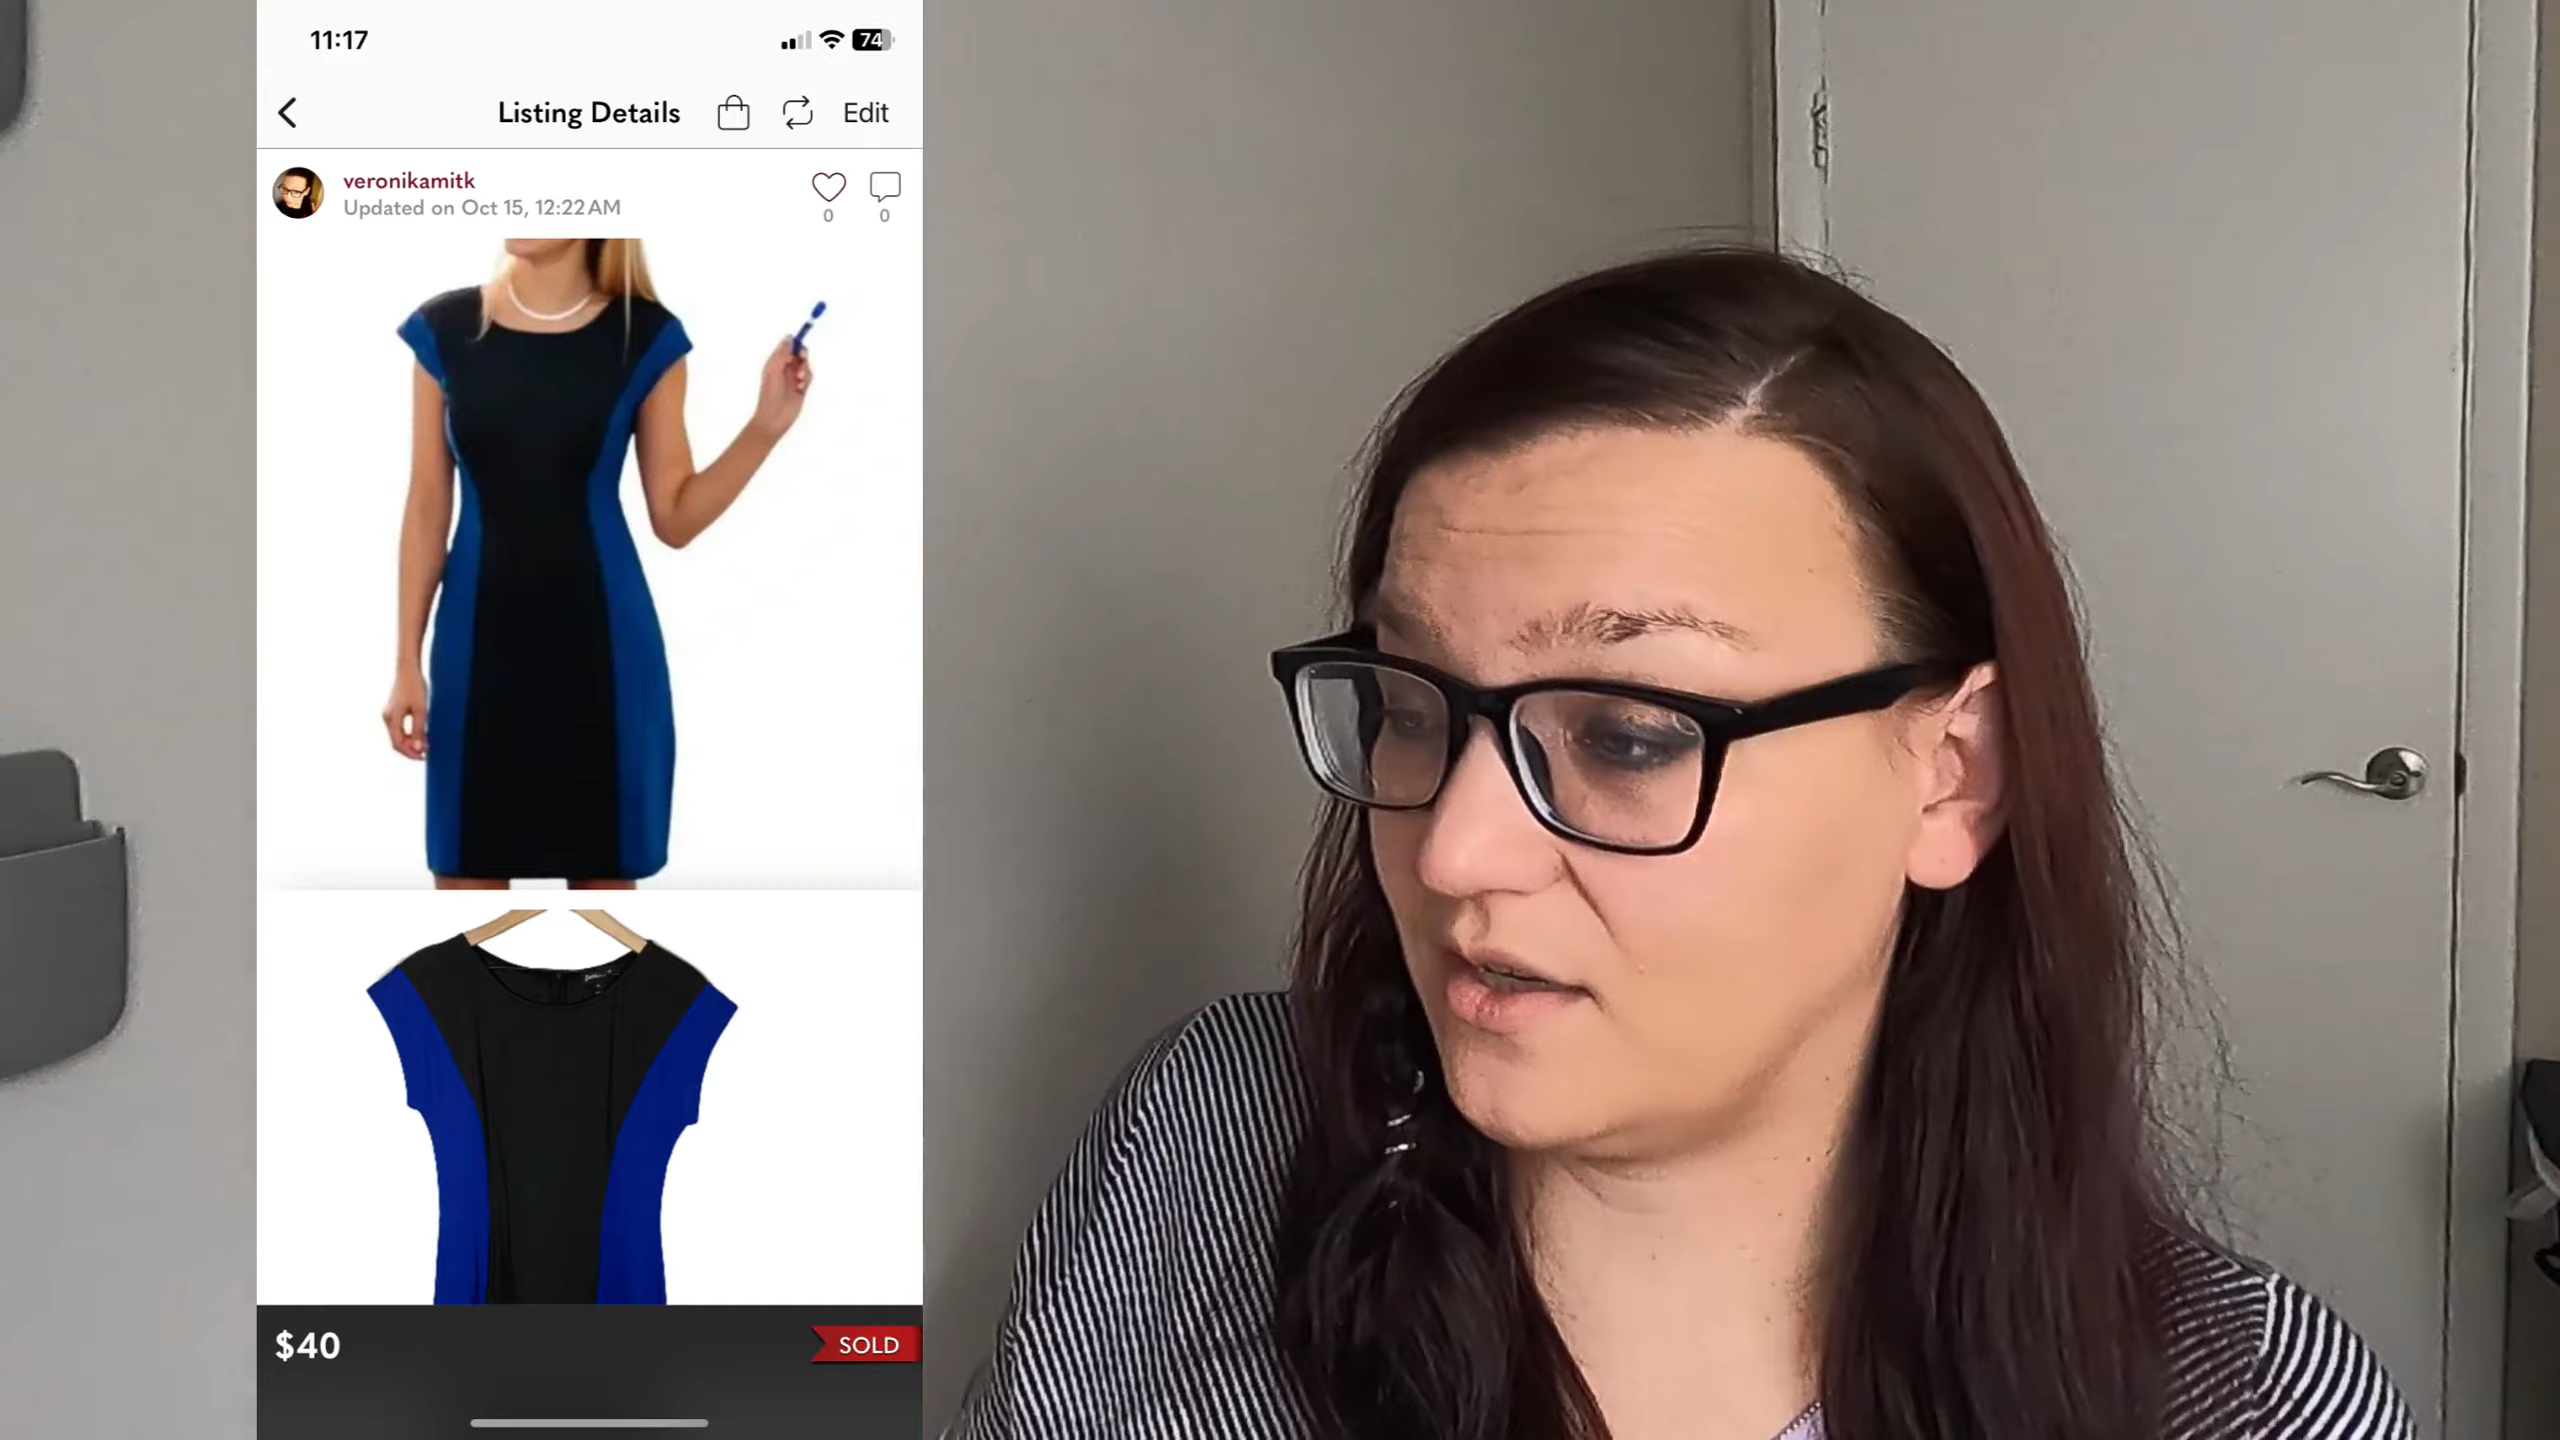 11:17
74
Listing Details
Edit
veronikamitk
Updated on Oct 15, 12:22 AM
0
0
$40
SOLD